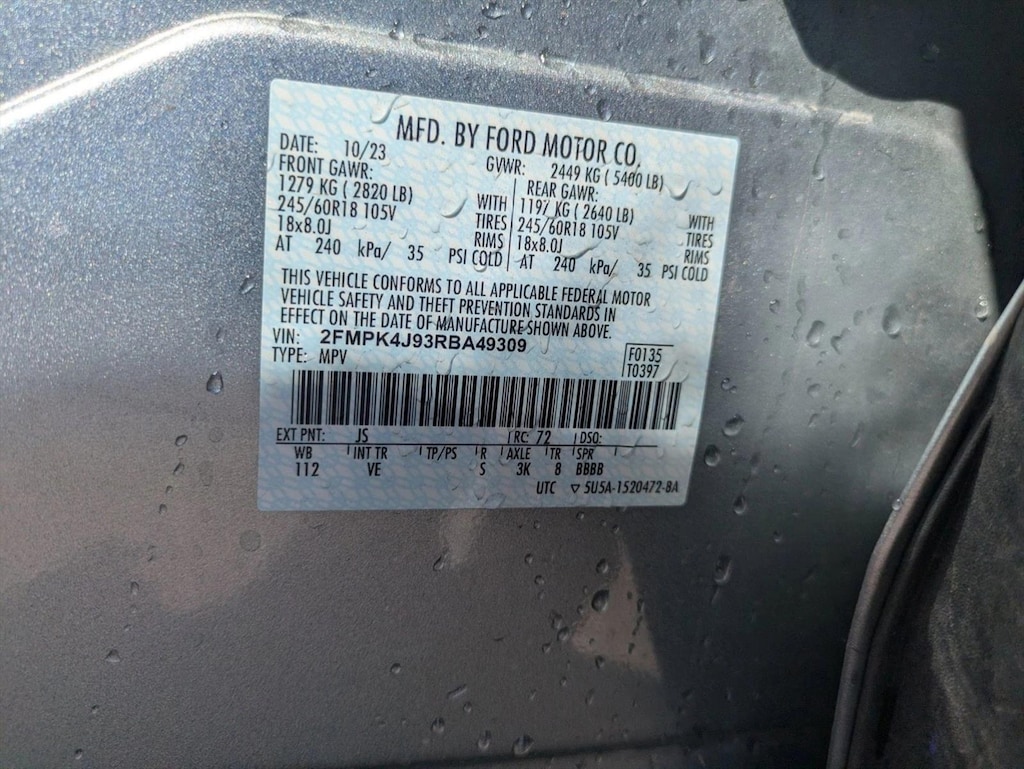 MFD. BY FORD MOTOR CO.
DATE: 10/23 GVWR: 2449 KG ( 5400 LB)
FRONT GAWR: REAR GAWR:
1279 KG ( 2820 LB) WITH 1197 KG ( 2640 LB) WITH
245/60R18 105V TIRES 245/60R18 105V TIRES
18x8.0J RIMS 18x8.0J RIMS
AT 240 kPa/ 35 PSI COLD AT 240 kPa/ 35 PSI COLD
THIS VEHICLE CONFORMS TO ALL APPLICABLE FEDERAL MOTOR
VEHICLE SAFETY AND THEFT PREVENTION STANDARDS IN
EFFECT ON THE DATE OF MANUFACTURE SHOWN ABOVE.
VIN: 2FMPK4J93RBA49309
TYPE: MPV F0135
T0397
EXT PNT: JS RC: 72 DSO:
WB INT TR TP/PS R AXLE TR SPR
112 VE S 3K 8 BBBB
UTC ▽ 5U5A-1520472-BA